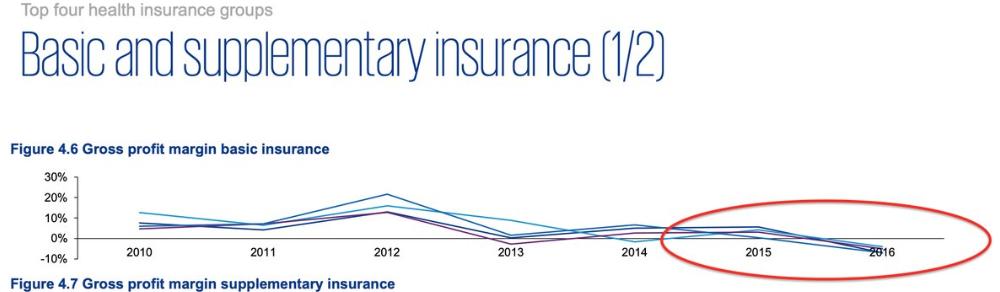 Top four health insurance groups
Basic and supplementary insurance (1/2)
Figure 4.6 Gross profit margin basic insurance
30%
20%
10%
0%
-10%
2010 2011 2012 2013 2014 2015 2016
Figure 4.7 Gross profit margin supplementary insurance